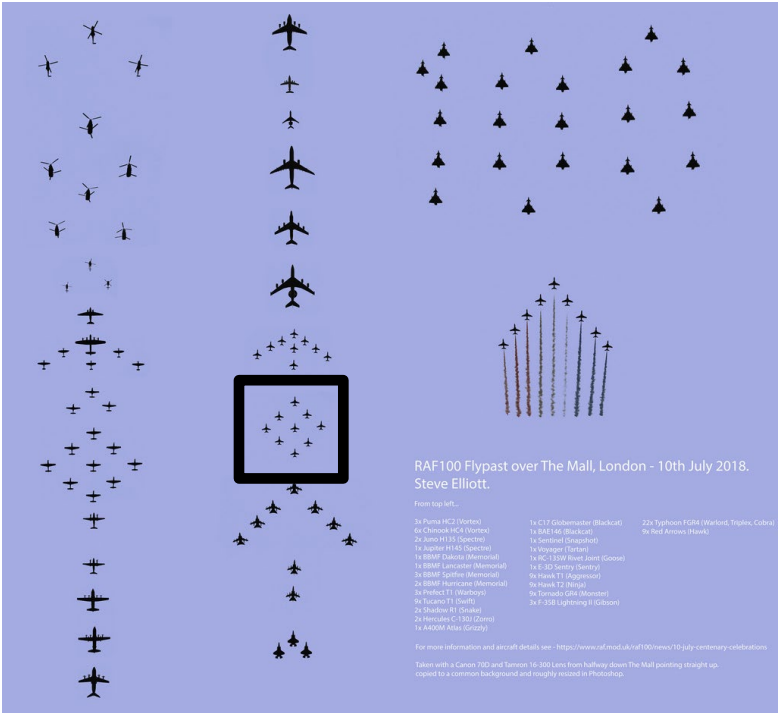 RAF100 Flypast over The Mall, London - 10th July 2018.
Steve Elliott.
From top left...
3x Puma HC2 (Vortex)
6x Chinook HC4 (Vortex)
2x Juno H135 (Spectre)
1x Jupiter H145 (Spectre)
1x BBMF Dakota (Memorial)
1x BBMF Lancaster (Memorial)
3x BBMF Spitfire (Memorial)
2x BBMF Hurricane (Memorial)
3x Prefect T1 (Warboys)
9x Tucano T1 (Swift)
2x Shadow R1 (Snake)
2x Hercules C-130J (Zorro)
1x A400M Atlas (Grizzly)
1x C17 Globemaster (Blackcat)
1x BAE146 (Blackcat)
1x Sentinel (Snapshot)
1x Voyager (Tartan)
1x RC-135W Rivet Joint (Goose)
1x E-3D Sentry (Sentry)
9x Hawk T1 (Aggressor)
9x Hawk T2 (Ninja)
9x Tornado GR4 (Monster)
3x F-35B Lightning II (Gibson)
22x Typhoon FGR4 (Warlord, Triplex, Cobra)
9x Red Arrows (Hawk)
For more information and aircraft details see - https://www.raf.mod.uk/raf100/news/10-july-centenary-celebrations
Taken with a Canon 70D and Tamron 16-300 Lens from halfway down The Mall pointing straight up.
copied to a common background and roughly resized in Photoshop.